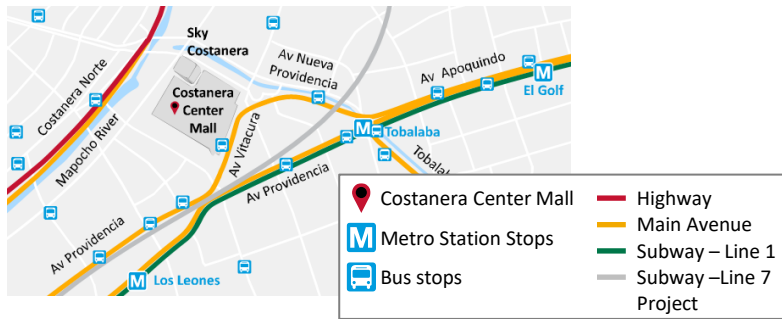 Sky
Costanera
Av Nueva
Providencia
Av Apoquindo
M
El Golf
Costanera Norte
Costanera
Center
Mall
Mapocho River
Av Vitacura
M
Tobalaba
Tobalab
Av Providencia
Av Providencia
M
Los Leones
Costanera Center Mall
M
Metro Station Stops
Bus stops
Highway
Main Avenue
Subway – Line 1
Subway –Line 7
Project